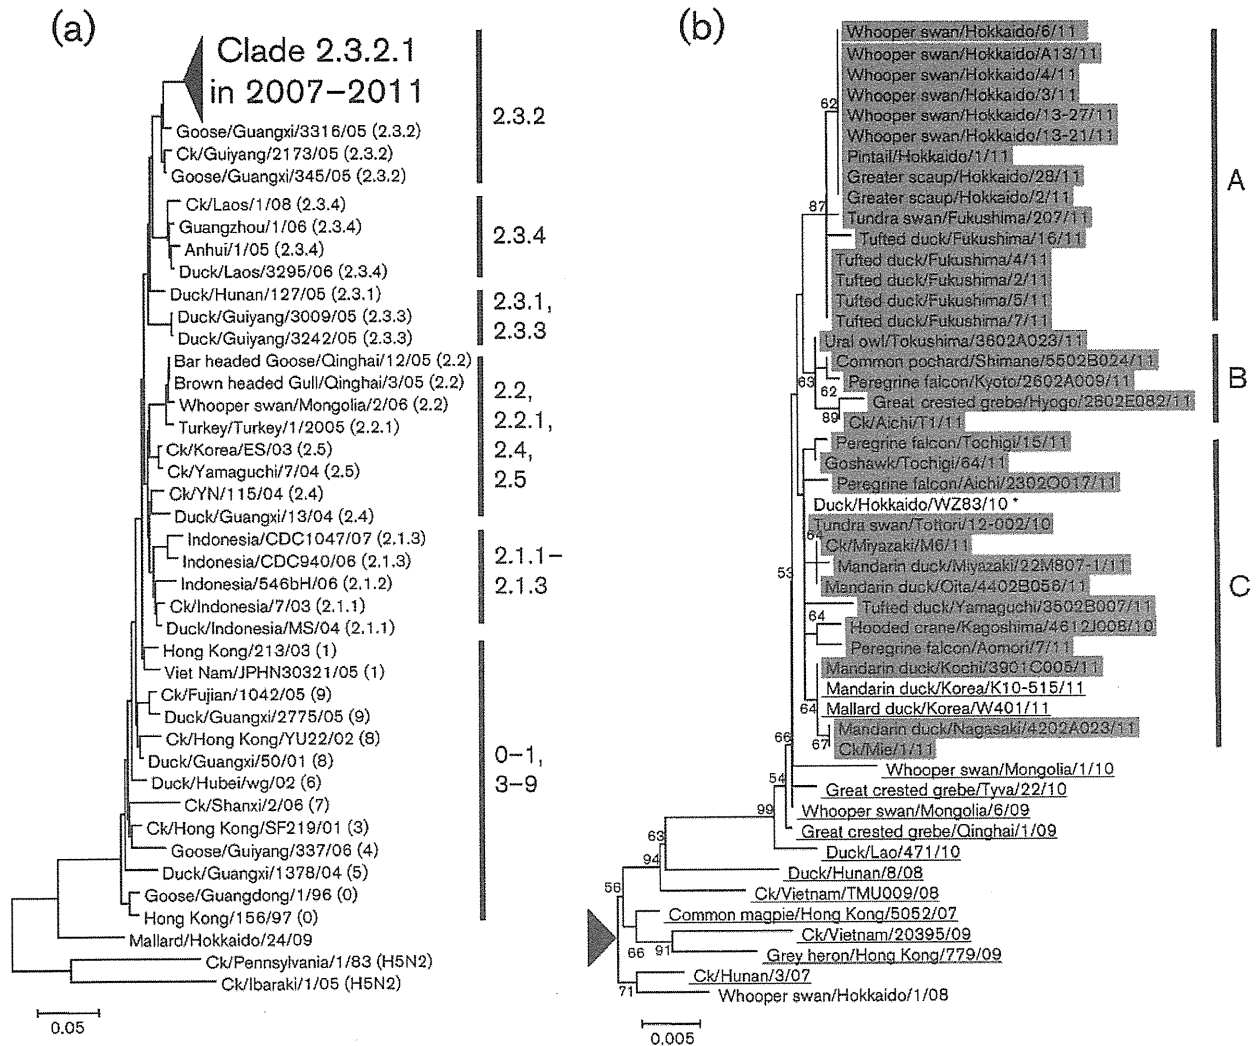 (a)
Clade 2.3.2.1
in 2007–2011
Goose/Guangxi/3316/05 (2.3.2)
Ck/Guiyang/2173/05 (2.3.2)
Goose/Guangxi/345/05 (2.3.2)
2.3.2
Ck/Laos/1/08 (2.3.4)
Guangzhou/1/06 (2.3.4)
Anhui/1/05 (2.3.4)
Duck/Laos/3295/06 (2.3.4)
2.3.4
Duck/Hunan/127/05 (2.3.1)
Duck/Guiyang/3009/05 (2.3.3)
Duck/Guiyang/3242/05 (2.3.3)
2.3.1,
2.3.3
Bar headed Goose/Qinghai/12/05 (2.2)
Brown headed Gull/Qinghai/3/05 (2.2)
Whooper swan/Mongolia/2/06 (2.2)
Turkey/Turkey/1/2005 (2.2.1)
Ck/Korea/ES/03 (2.5)
Ck/Yamaguchi/7/04 (2.5)
Ck/YN/115/04 (2.4)
Duck/Guangxi/13/04 (2.4)
2.2,
2.2.1,
2.4,
2.5
Indonesia/CDC1047/07 (2.1.3)
Indonesia/CDC940/06 (2.1.3)
Indonesia/546bH/06 (2.1.2)
Ck/Indonesia/7/03 (2.1.1)
Duck/Indonesia/MS/04 (2.1.1)
2.1.1–
2.1.3
Hong Kong/213/03 (1)
Viet Nam/JPHN30321/05 (1)
Ck/Fujian/1042/05 (9)
Duck/Guangxi/2775/05 (9)
Ck/Hong Kong/YU22/02 (8)
Duck/Guangxi/50/01 (8)
Duck/Hubei/wg/02 (6)
Ck/Shanxi/2/06 (7)
Ck/Hong Kong/SF219/01 (3)
Goose/Guiyang/337/06 (4)
Duck/Guangxi/1378/04 (5)
Goose/Guangdong/1/96 (0)
Hong Kong/156/97 (0)
0–1,
3–9
Mallard/Hokkaido/24/09
Ck/Pennsylvania/1/83 (H5N2)
Ck/Ibaraki/1/05 (H5N2)
0.05
(b)
Whooper swan/Hokkaido/6/11
Whooper swan/Hokkaido/A13/11
Whooper swan/Hokkaido/4/11
Whooper swan/Hokkaido/3/11
62
Whooper swan/Hokkaido/13-27/11
Whooper swan/Hokkaido/13-21/11
Pintail/Hokkaido/1/11
Greater scaup/Hokkaido/28/11
Greater scaup/Hokkaido/2/11
87
Tundra swan/Fukushima/207/11
Tufted duck/Fukushima/16/11
Tufted duck/Fukushima/4/11
Tufted duck/Fukushima/2/11
Tufted duck/Fukushima/5/11
Tufted duck/Fukushima/7/11
A
Ural owl/Tokushima/3602A023/11
Common pochard/Shimane/5502B024/11
63
Peregrine falcon/Kyoto/2602A009/11
62
Great crested grebe/Hyogo/2802E082/11
89
Ck/Aichi/T1/11
B
Peregrine falcon/Tochigi/15/11
Goshawk/Tochigi/64/11
Peregrine falcon/Aichi/2302O017/11
Duck/Hokkaido/WZ83/10 *
Tundra swan/Tottori/12-002/10
64
Ck/Miyazaki/M6/11
Mandarin duck/Miyazaki/22M807-1/11
53
Mandarin duck/Oita/4402B056/11
Tufted duck/Yamaguchi/3502B007/11
64
Hooded crane/Kagoshima/4612J008/10
Peregrine falcon/Aomori/7/11
Mandarin duck/Kochi/3901C005/11
Mandarin duck/Korea/K10-515/11
64
Mallard duck/Korea/W401/11
Mandarin duck/Nagasaki/4202A023/11
67
Ck/Mie/1/11
C
66
Whooper swan/Mongolia/1/10
54
Great crested grebe/Tyva/22/10
99
Whooper swan/Mongolia/6/09
Great crested grebe/Qinghai/1/09
63
Duck/Lao/471/10
94
Duck/Hunan/8/08
56
Ck/Vietnam/TMU009/08
Common magpie/Hong Kong/5052/07
Ck/Vietnam/20395/09
66
91
Grey heron/Hong Kong/779/09
Ck/Hunan/3/07
71
Whooper swan/Hokkaido/1/08
0.005